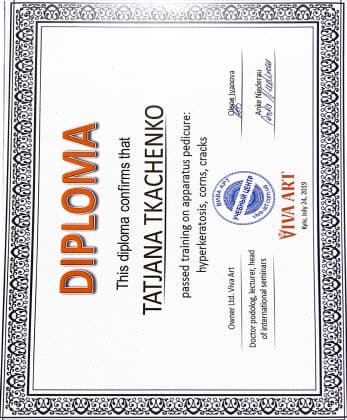 DIPLOMA
This diploma confirms that
TATJANA TKACHENKO
passed training on apparatus pedicure:
hyperkeratosis, corns, cracks
Owner Ltd. Viva Art
Olesia Ivanova
Doctor podolog, lecturer, head
of international seminars
Anke Niederau
ВИВА АРТ
УЧЕБНЫЙ ЦЕНТР
VIVA ART
Kyiv, July 24, 2019